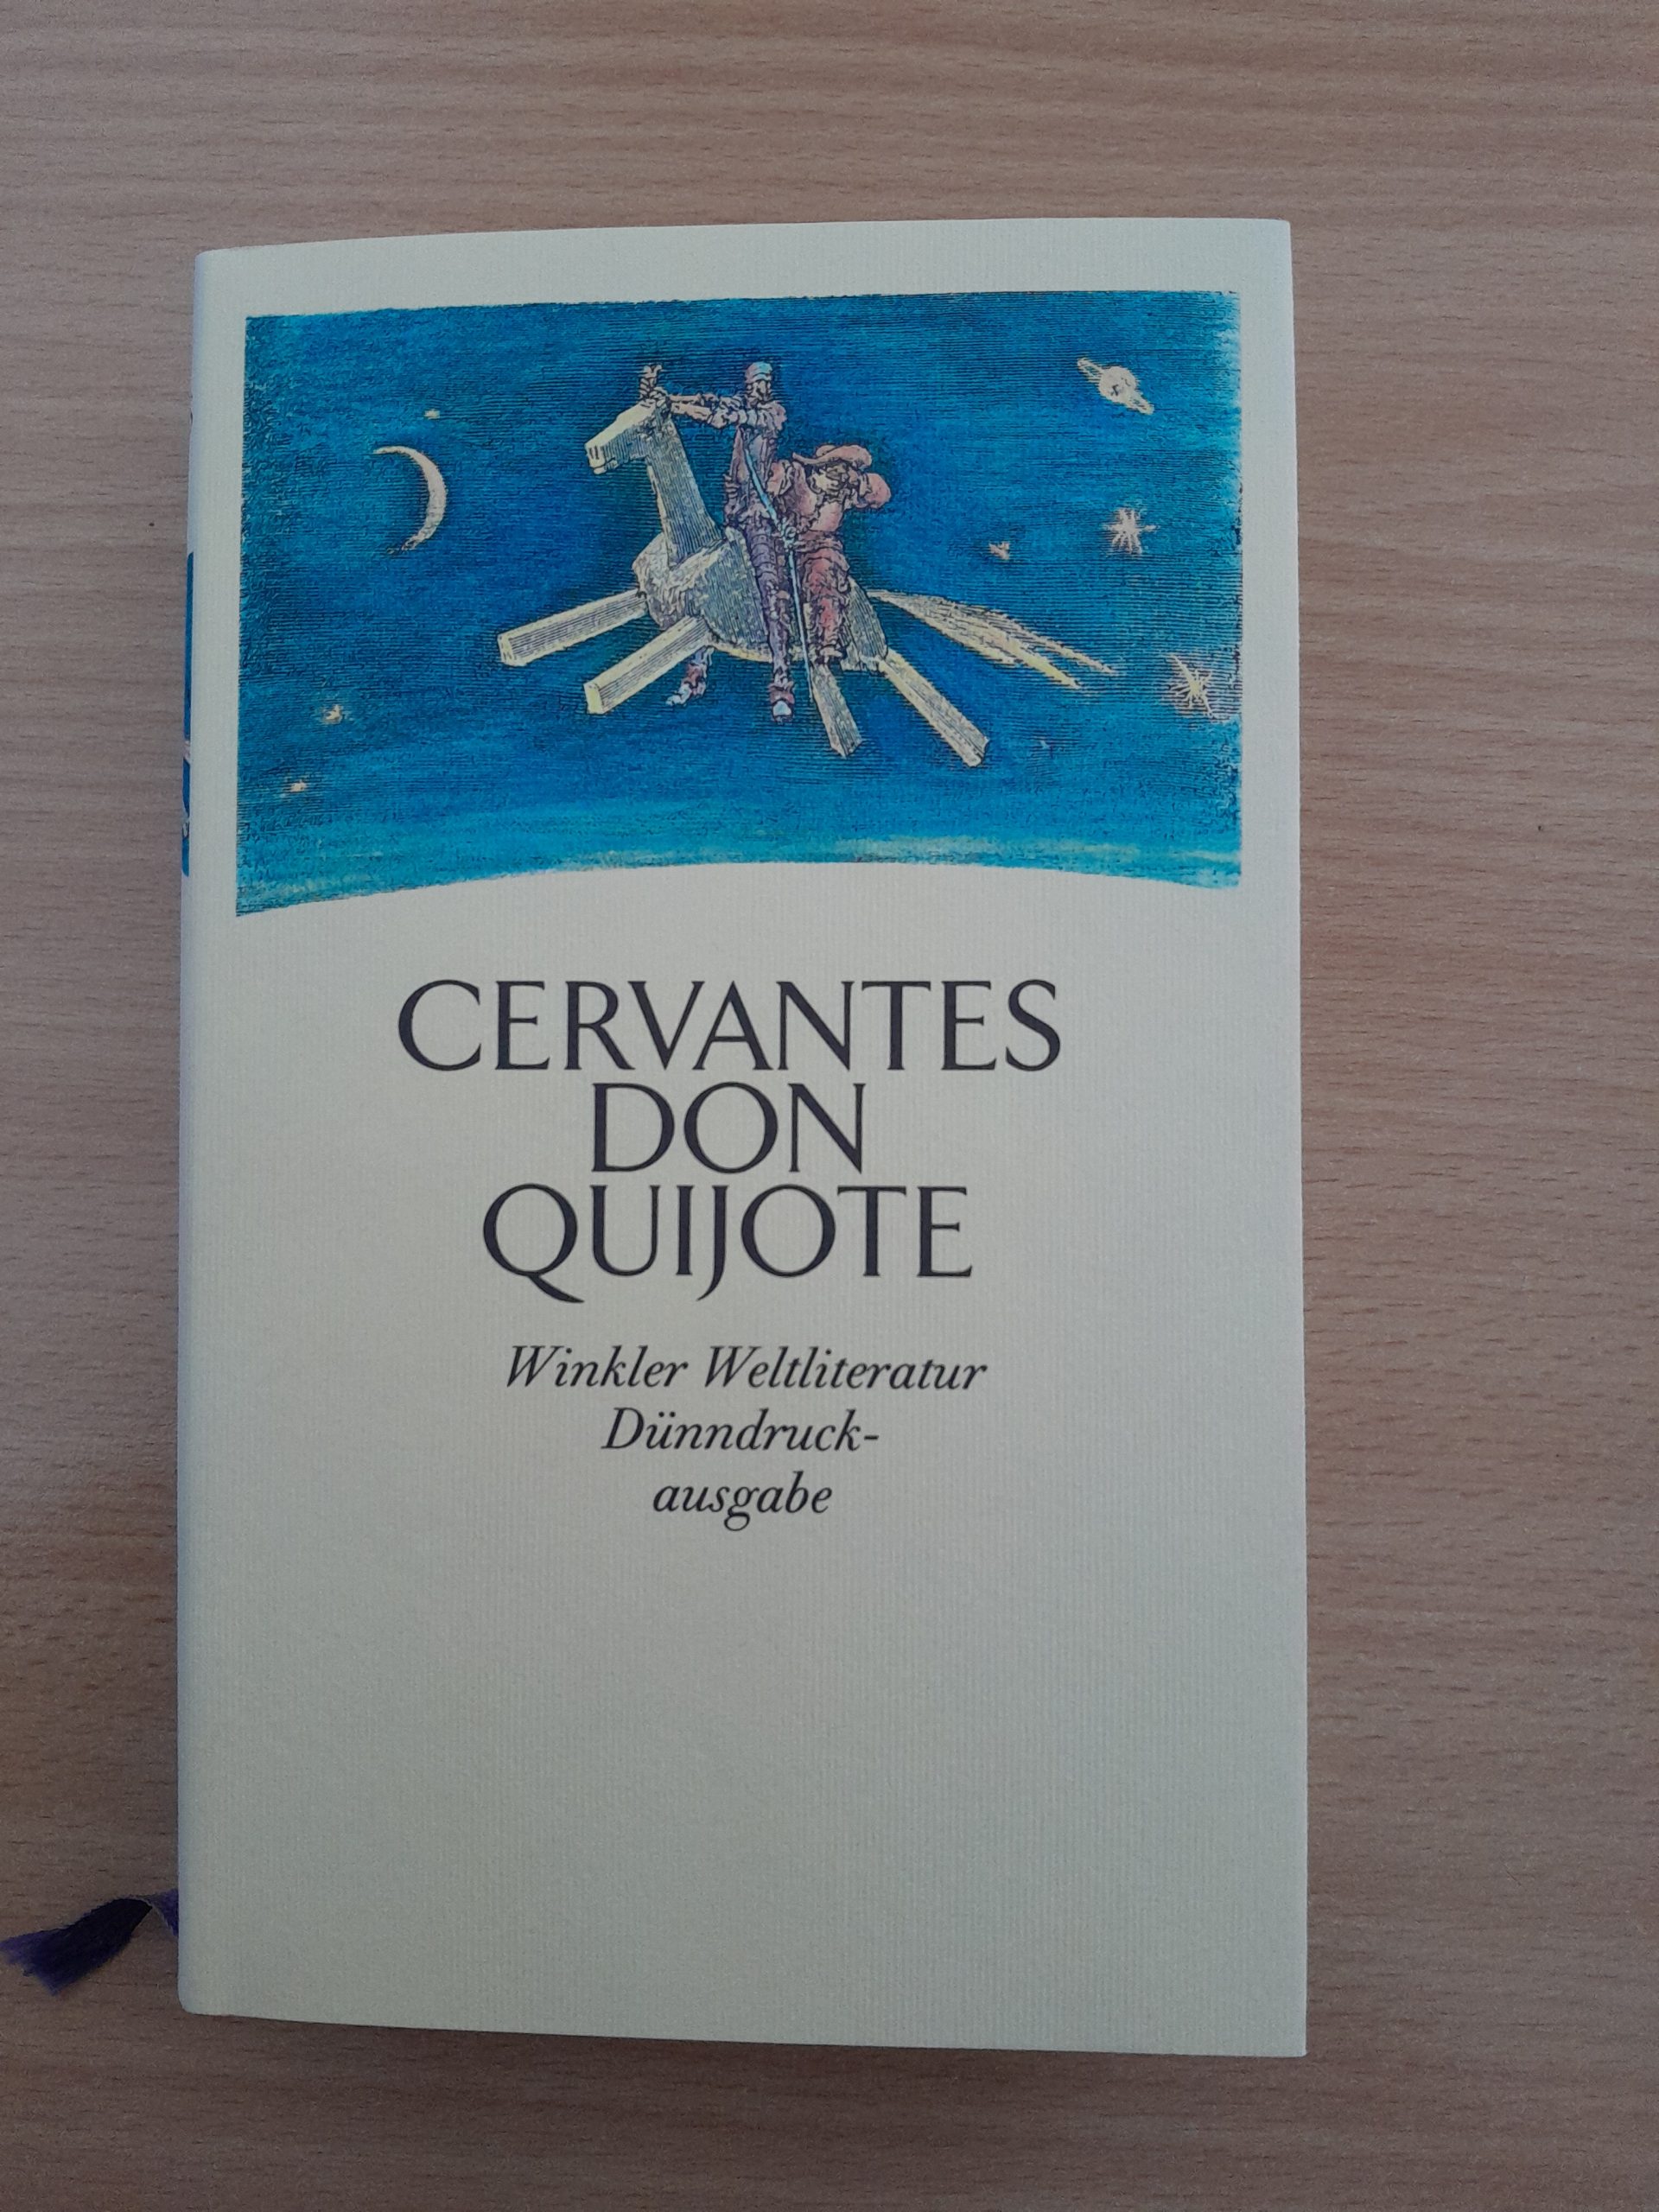 CERVANTES
DON
QUIJOTE
Winkler Weltliteratur
Dünndruck-
ausgabe